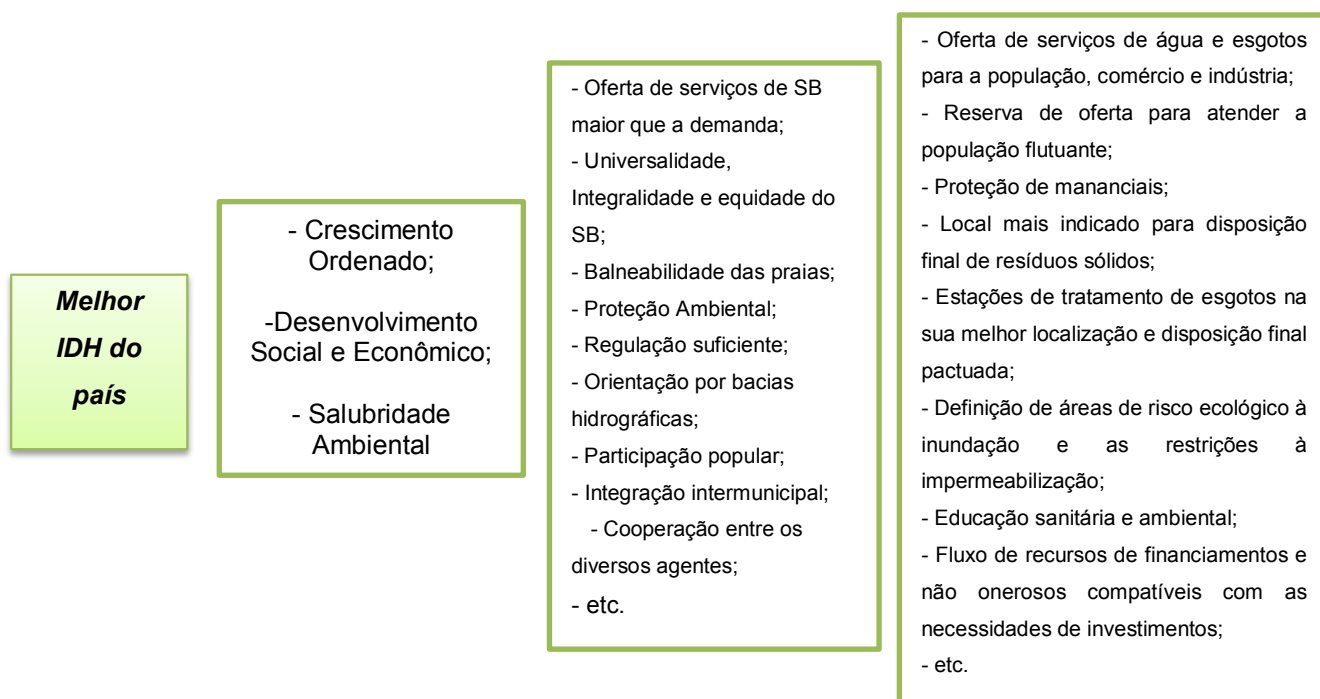 Melhor
IDH do
país
- Crescimento
Ordenado;
-Desenvolvimento
Social e Econômico;
- Salubridade
Ambiental
- Oferta de serviços de SB
maior que a demanda;
- Universalidade,
Integralidade e equidade do
SB;
- Balneabilidade das praias;
- Proteção Ambiental;
- Regulação suficiente;
- Orientação por bacias
hidrográficas;
- Participação popular;
- Integração intermunicipal;
- Cooperação entre os
diversos agentes;
- etc.
- Oferta de serviços de água e esgotos
para a população, comércio e indústria;
- Reserva de oferta para atender a
população flutuante;
- Proteção de mananciais;
- Local mais indicado para disposição
final de resíduos sólidos;
- Estações de tratamento de esgotos na
sua melhor localização e disposição final
pactuada;
- Definição de áreas de risco ecológico à
inundação e as restrições à
impermeabilização;
- Educação sanitária e ambiental;
- Fluxo de recursos de financiamentos e
não onerosos compatíveis com as
necessidades de investimentos;
- etc.